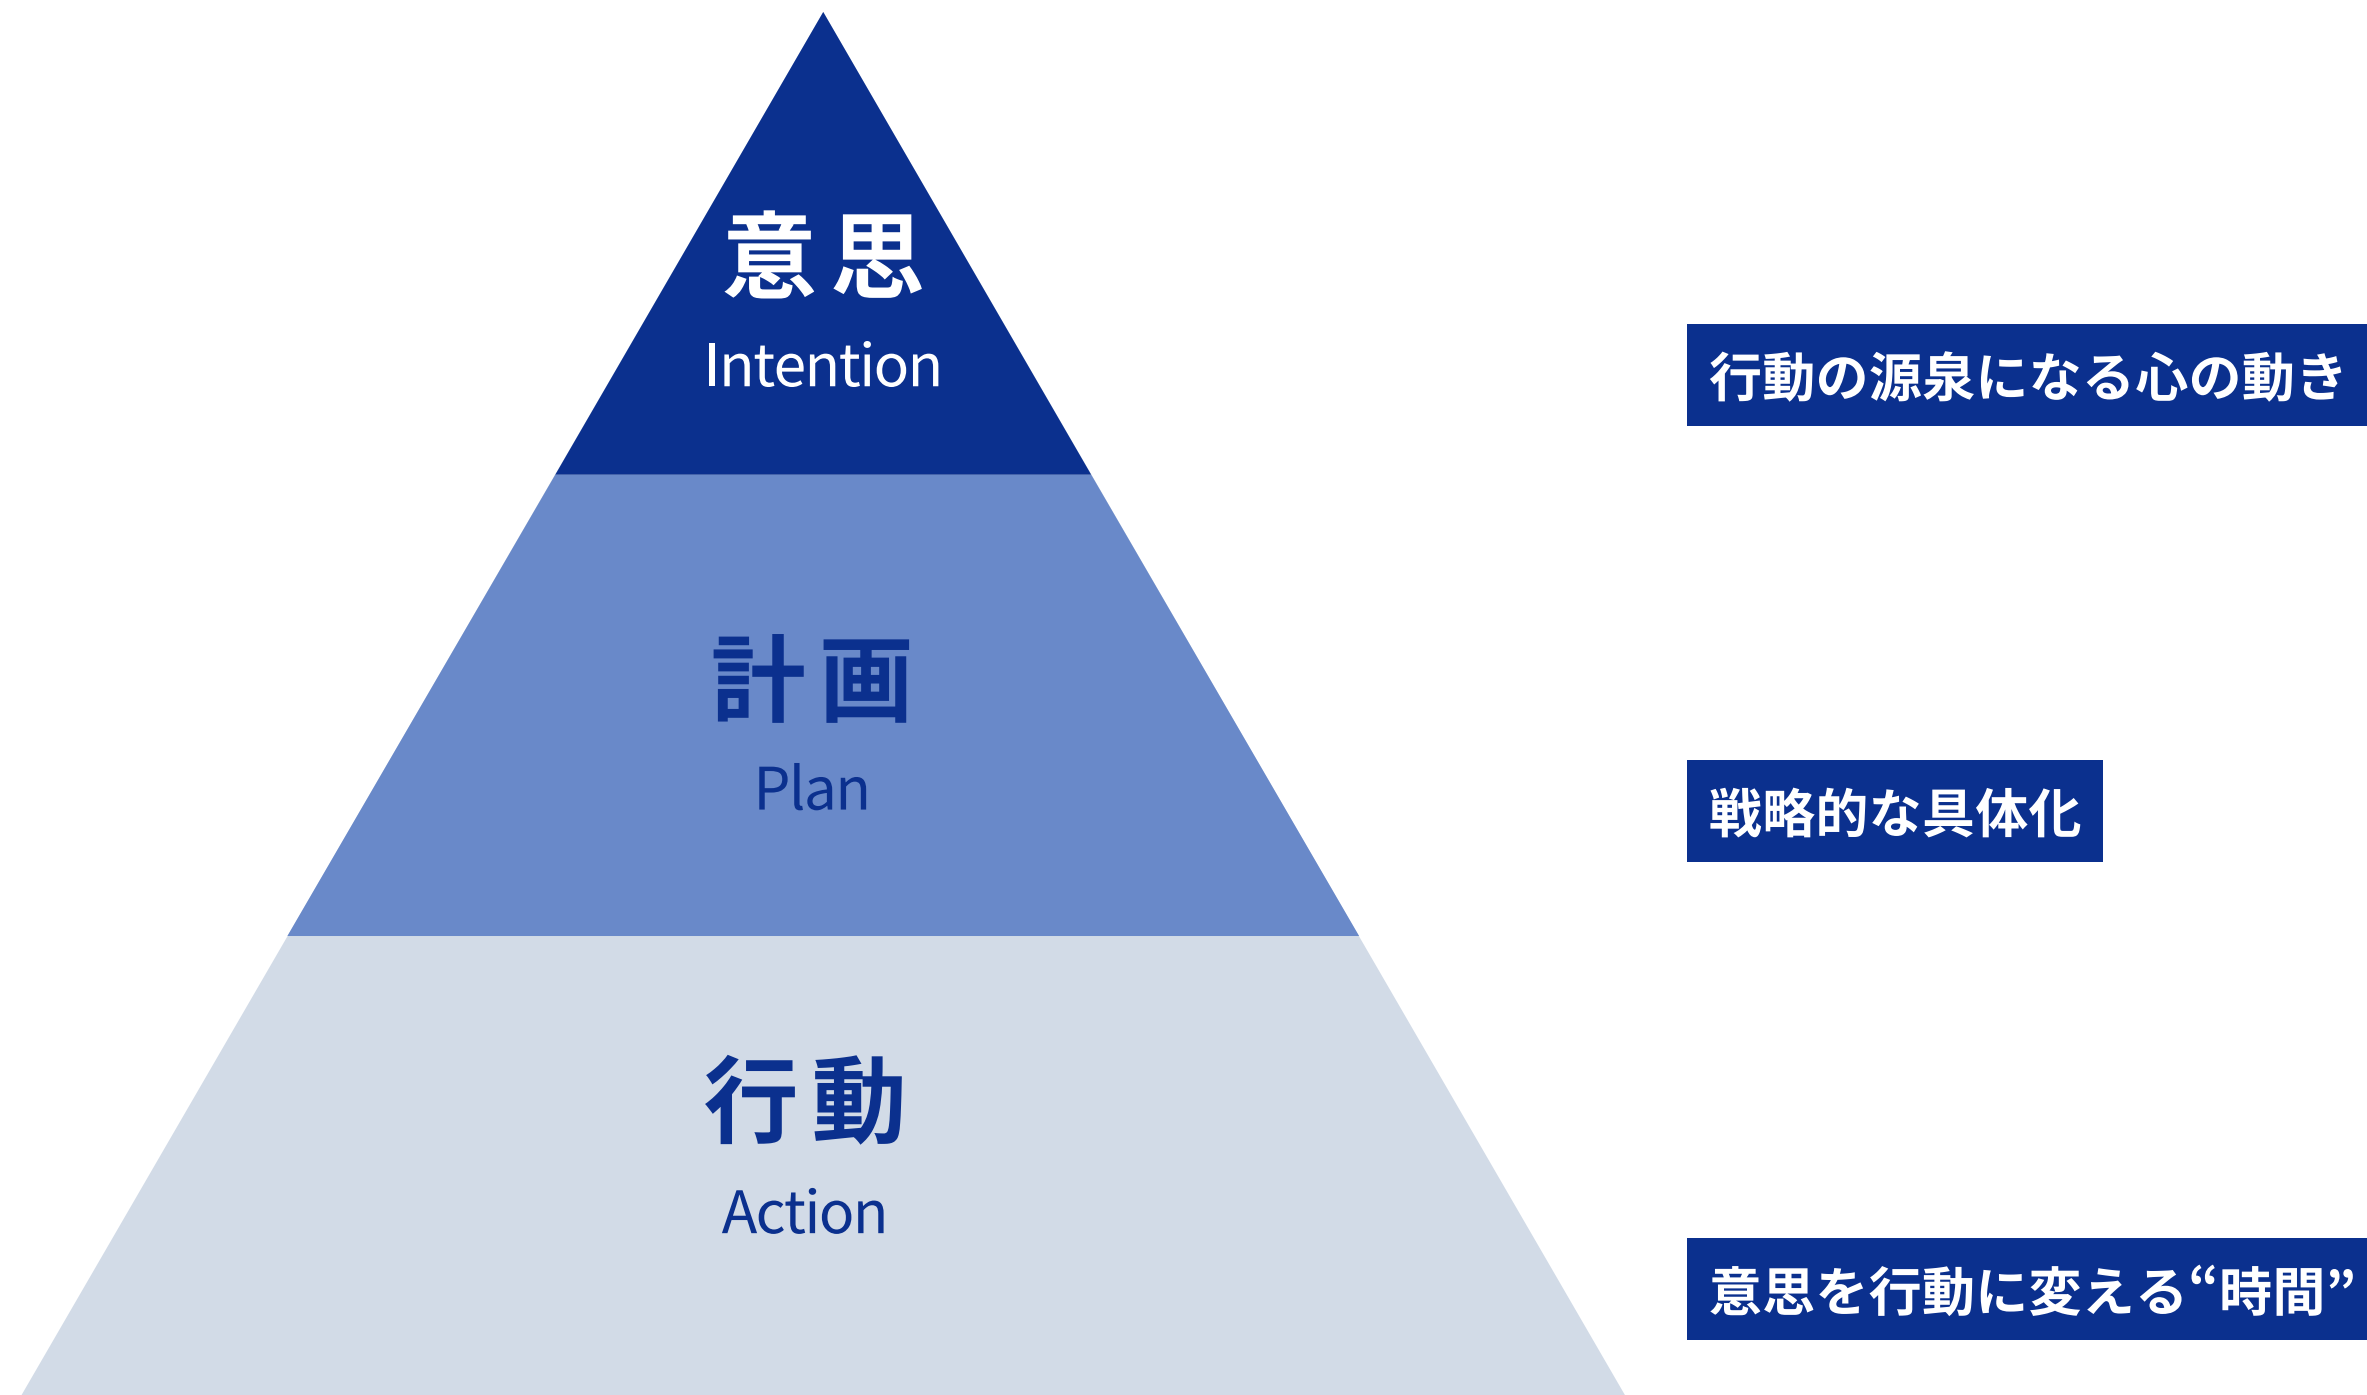 意思
Intention
行動の源泉になる心の動き
計画
Plan
戦略的な具体化
行動
Action
意思を行動に変える“時間”